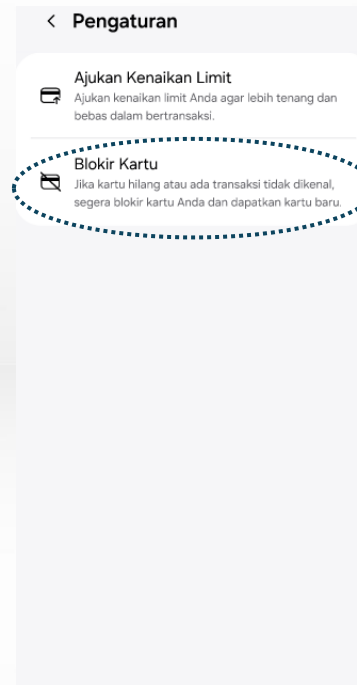 Pengaturan
Ajukan Kenaikan Limit
Ajukan kenaikan limit Anda agar lebih tenang dan
bebas dalam bertransaksi.
Blokir Kartu
Jika kartu hilang atau ada transaksi tidak dikenal,
segera blokir kartu Anda dan dapatkan kartu baru.